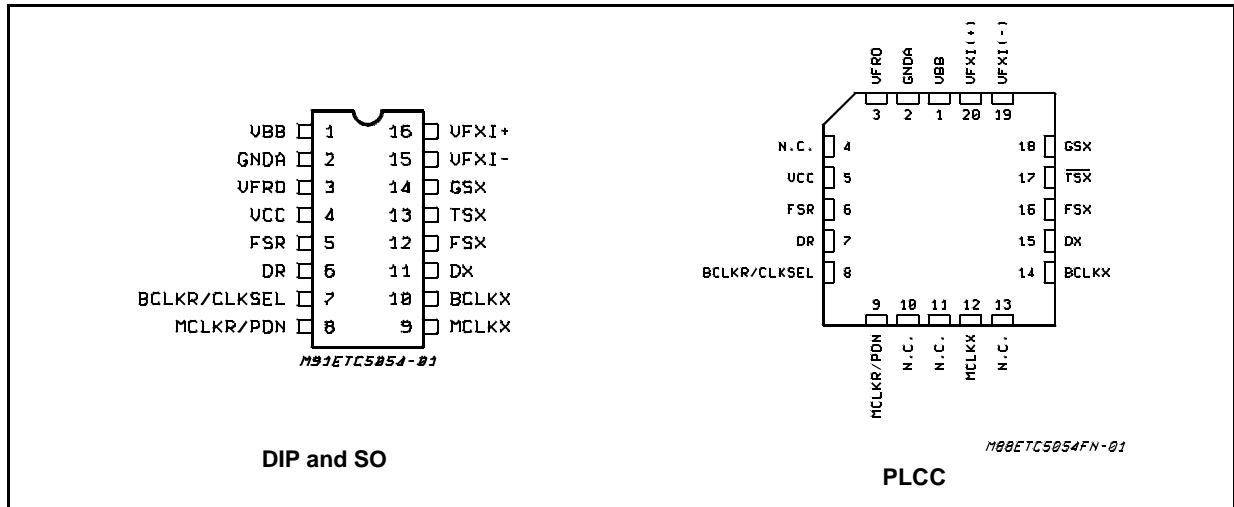 VBB 1 16 VFXI+
GNDA 2 15 VFXI-
VFRO 3 14 GSX
VCC 4 13 TSX
FSR 5 12 FSX
DR 6 11 DX
BCLKR/CLKSEL 7 10 BCLKX
MCLKR/PDN 8 9 MCLKX
M91ETC5054-01
DIP and SO
VFRO GNDA VBB VFXI(+) VFXI(-)
3 2 1 20 19
N.C. 4 18 GSX
VCC 5 17 T̅S̅X̅
FSR 6 16 FSX
DR 7 15 DX
BCLKR/CLKSEL 8 14 BCLKX
9 10 11 12 13
MCLKR/PDN N.C. N.C. MCLKX N.C.
M88ETC5054FN-01
PLCC